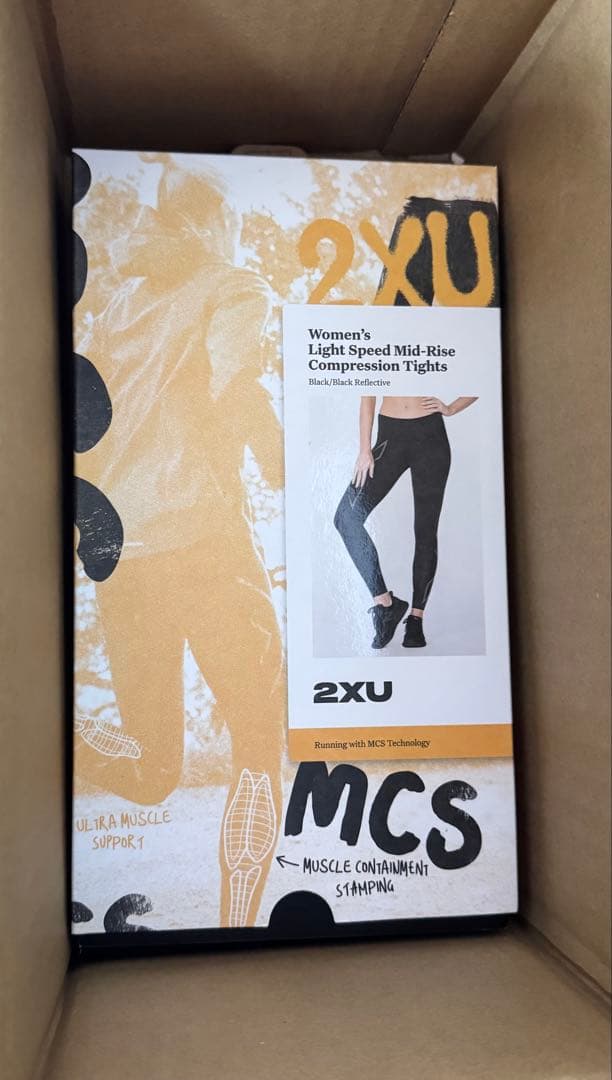 2XU
Women's
Light Speed Mid-Rise
Compression Tights
Black/Black Reflective
2XU
Running with MCS Technology
MCS
ULTRA MUSCLE
SUPPORT
MUSCLE CONTAINMENT
STAMPING